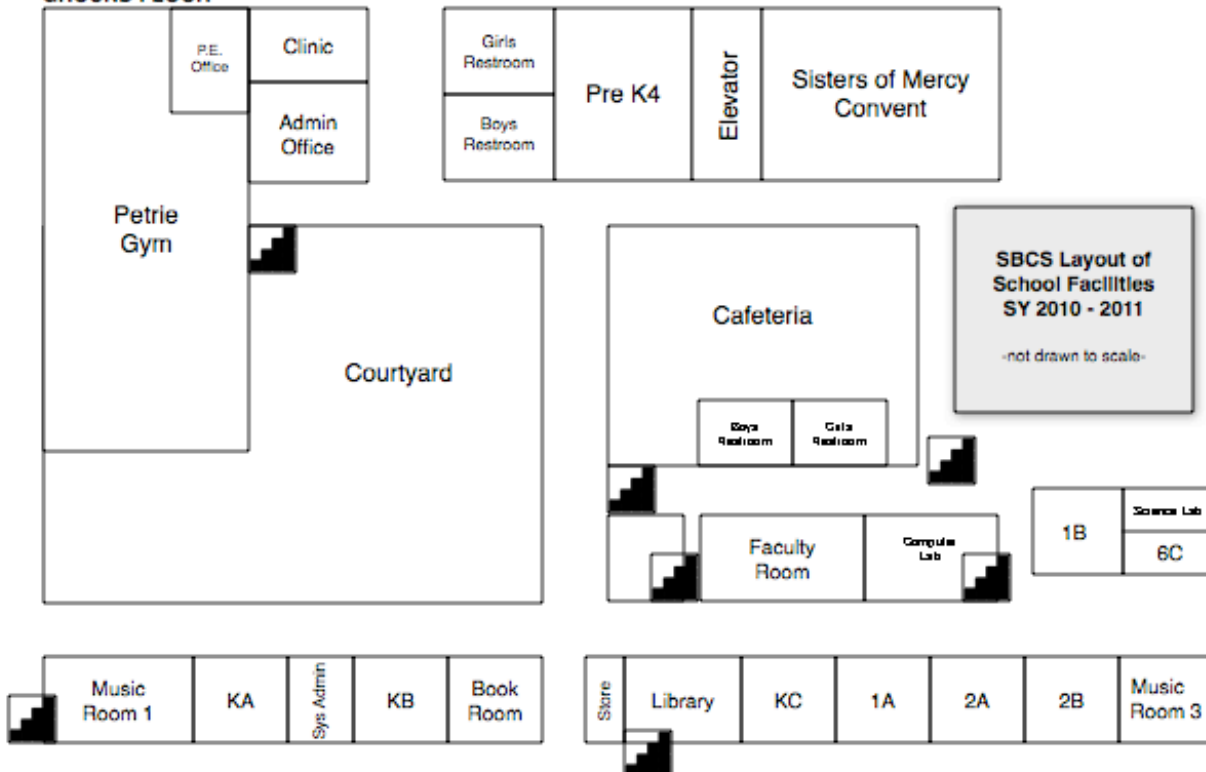 P.E.
Office
Clinic
Admin
Office
Girls
Restroom
Boys
Restroom
Pre K4
Elevator
Sisters of Mercy
Convent
Petrie
Gym
Courtyard
Cafeteria
Boys
Restroom
Girls
Restroom
SBCS Layout of
School Facilities
SY 2010 - 2011
-not drawn to scale-
Faculty
Room
Computer
Lab
1B
Science Lab
6C
Music
Room 1
KA
Sys Admin
KB
Book
Room
Store
Library
KC
1A
2A
2B
Music
Room 3